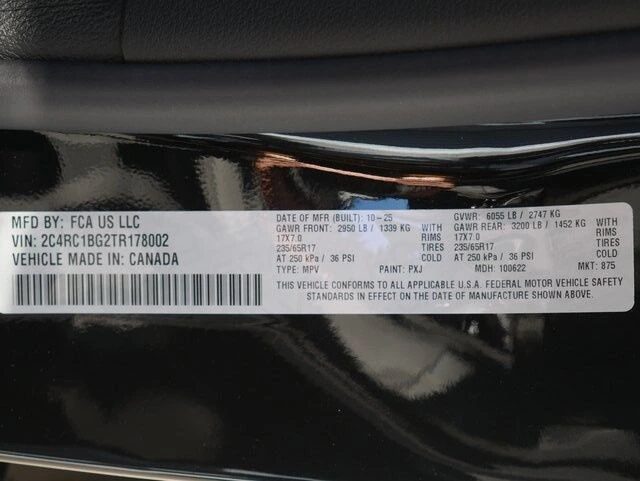 MFD BY: FCA US LLC
VIN: 2C4RC1BG2TR178002
VEHICLE MADE IN: CANADA
DATE OF MFR (BUILT): 10-25 GVWR: 6055 LB / 2747 KG
GAWR FRONT: 2950 LB / 1339 KG WITH GAWR REAR: 3200 LB / 1452 KG WITH
17X7.0 RIMS 17X7.0 RIMS
235/65R17 TIRES 235/65R17 TIRES
AT 250 kPa / 36 PSI COLD AT 250 kPa / 36 PSI COLD
TYPE: MPV PAINT: PXJ MDH: 100622 MKT: 875
THIS VEHICLE CONFORMS TO ALL APPLICABLE U.S.A. FEDERAL MOTOR VEHICLE SAFETY
STANDARDS IN EFFECT ON THE DATE OF MANUFACTURE SHOWN ABOVE.